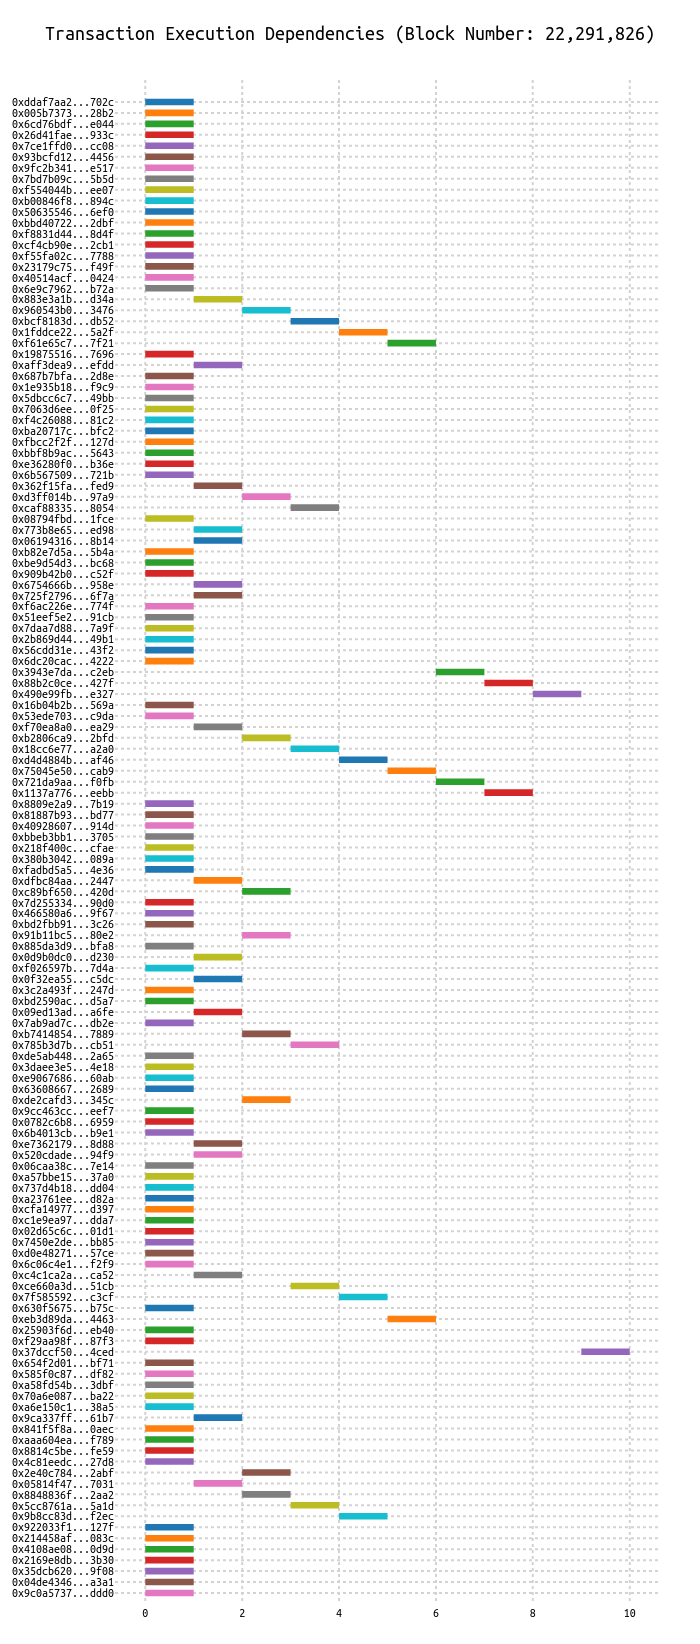 Transaction Execution Dependencies (Block Number: 22,291,826)
0xddaf7aa2...702c
0x005b7373...28b2
0x6cd76bdf...e044
0x26d41fae...933c
0x7ce1ffd0...cc08
0x93bcfd12...4456
0x9fc2b341...e517
0x7bd7b09c...5b5d
0xf554044b...ee07
0xb00846f8...894c
0x50635546...6ef0
0xbbd40722...2dbf
0xf8831d44...8d4f
0xcf4cb90e...2cb1
0xf55fa02c...7788
0x23179c75...f49f
0x40514acf...0424
0x6e9c7962...b72a
0x883e3a1b...d34a
0x960543b0...3476
0xbcf8183d...db52
0x1fddce22...5a2f
0xf61e65c7...7f21
0x19875516...7696
0xaff3dea9...efdd
0x687b7bfa...2d8e
0x1e935b18...f9c9
0x5dbcc6c7...49bb
0x7063d6ee...0f25
0xf4c26088...81c2
0xba20717c...bfc2
0xfbcc2f2f...127d
0xbbf8b9ac...5643
0xe36280f0...b36e
0x6b567509...721b
0x362f15fa...fed9
0xd3ff014b...97a9
0xcaf88335...8054
0x08794fbd...1fce
0x773b8e65...ed98
0x06194316...8b14
0xb82e7d5a...5b4a
0xbe9d54d3...bc68
0x909b42b0...c52f
0x6754666b...958e
0x725f2796...6f7a
0xf6ac226e...774f
0x51eef5e2...91cb
0x7daa7d88...7a9f
0x2b869d44...49b1
0x56cdd31e...43f2
0x6dc20cac...4222
0x3943e7da...c2eb
0x88b2c0ce...427f
0x490e99fb...e327
0x16b04b2b...569a
0x53ede703...c9da
0xf70ea8a0...ea29
0xb2806ca9...2bfd
0x18cc6e77...a2a0
0xd4d4884b...af46
0x75045e50...cab9
0x721da9aa...f0fb
0x1137a776...eebb
0x8809e2a9...7b19
0x81887b93...bd77
0x40928607...914d
0xbbeb3bb1...3705
0x218f400c...cfae
0x380b3042...089a
0xfadbd5a5...4e36
0xdfbc84aa...2447
0xc89bf650...420d
0x7d255334...90d0
0x466580a6...9f67
0xbd2fbb91...3c26
0x91b11bc5...80e2
0x885da3d9...bfa8
0x0d9b0dc0...d230
0xf026597b...7d4a
0x0f32ea55...c5dc
0x3c2a493f...247d
0xbd2590ac...d5a7
0x09ed13ad...a6fe
0x7ab9ad7c...db2e
0xb7414854...7889
0x785b3d7b...cb51
0xde5ab448...2a65
0x3daee3e5...4e18
0xe9067686...60ab
0x63608667...2689
0xde2cafd3...345c
0x9cc463cc...eef7
0x0782c6b8...6959
0x6b4013cb...b9e1
0xe7362179...8d88
0x520cdade...94f9
0x06caa38c...7e14
0xa57bbe15...37a0
0x737d4b18...dd04
0xa23761ee...d82a
0xcfa14977...d397
0xc1e9ea97...dda7
0x02d65c6c...01d1
0x7450e2de...bb85
0xd0e48271...57ce
0x6c06c4e1...f2f9
0xc4c1ca2a...ca52
0xce660a3d...51cb
0x7f585592...c3cf
0x630f5675...b75c
0xeb3d89da...4463
0x25903f6d...eb40
0xf29aa98f...87f3
0x37dccf50...4ced
0x654f2d01...bf71
0x585f0c87...df82
0xa58fd54b...3dbf
0x70a6e087...ba22
0xa6e150c1...38a5
0x9ca337ff...61b7
0x841f5f8a...0aec
0xaaa604ea...f789
0x8814c5be...fe59
0x4c81eedc...27d8
0x2e40c784...2abf
0x05814f47...7031
0x8848836f...2aa2
0x5cc8761a...5a1d
0x9b8cc83d...f2ec
0x922033f1...127f
0x214458af...083c
0x4108ae08...0d9d
0x2169e8db...3b30
0x35dcb620...9f08
0x04de4346...a3a1
0x9c0a5737...ddd0
0 2 4 6 8 10